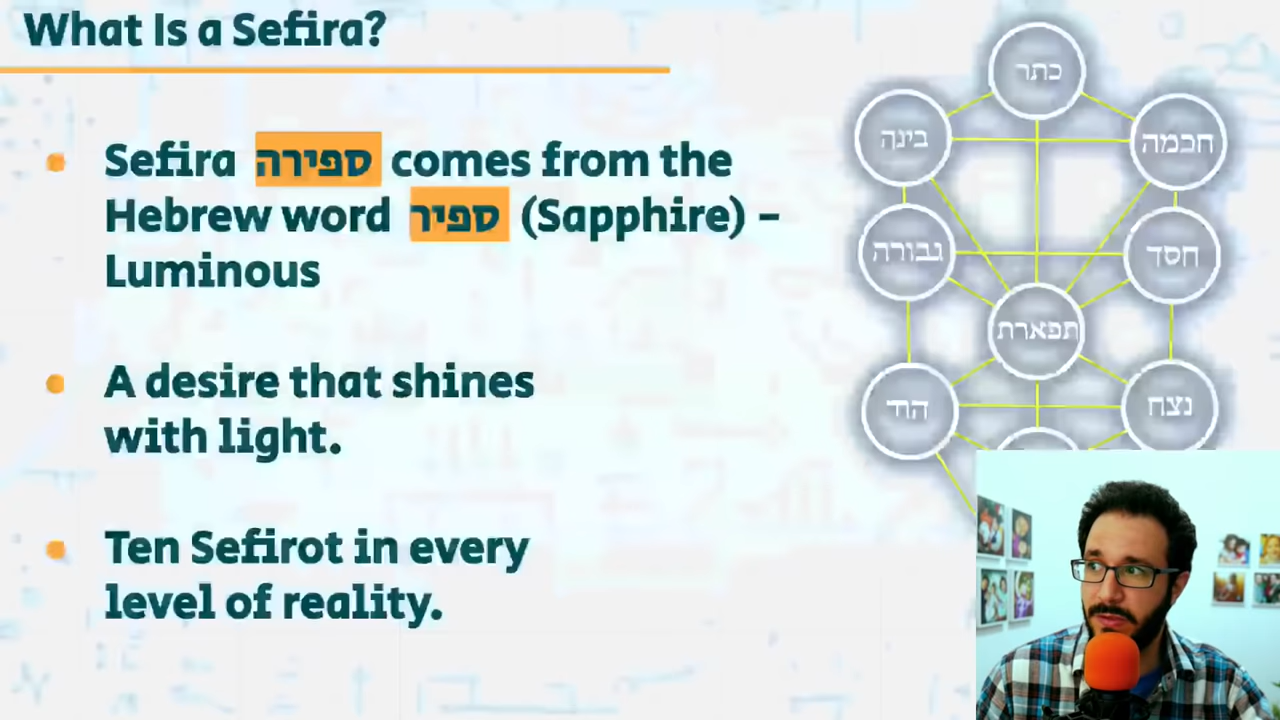 What Is a Sefira?
Sefira ספירה comes from the
Hebrew word ספיר (Sapphire) –
Luminous
A desire that shines
with light.
Ten Sefirot in every
level of reality.
כתר
בינה
חכמה
גבורה
חסד
תפארת
הוד
נצח